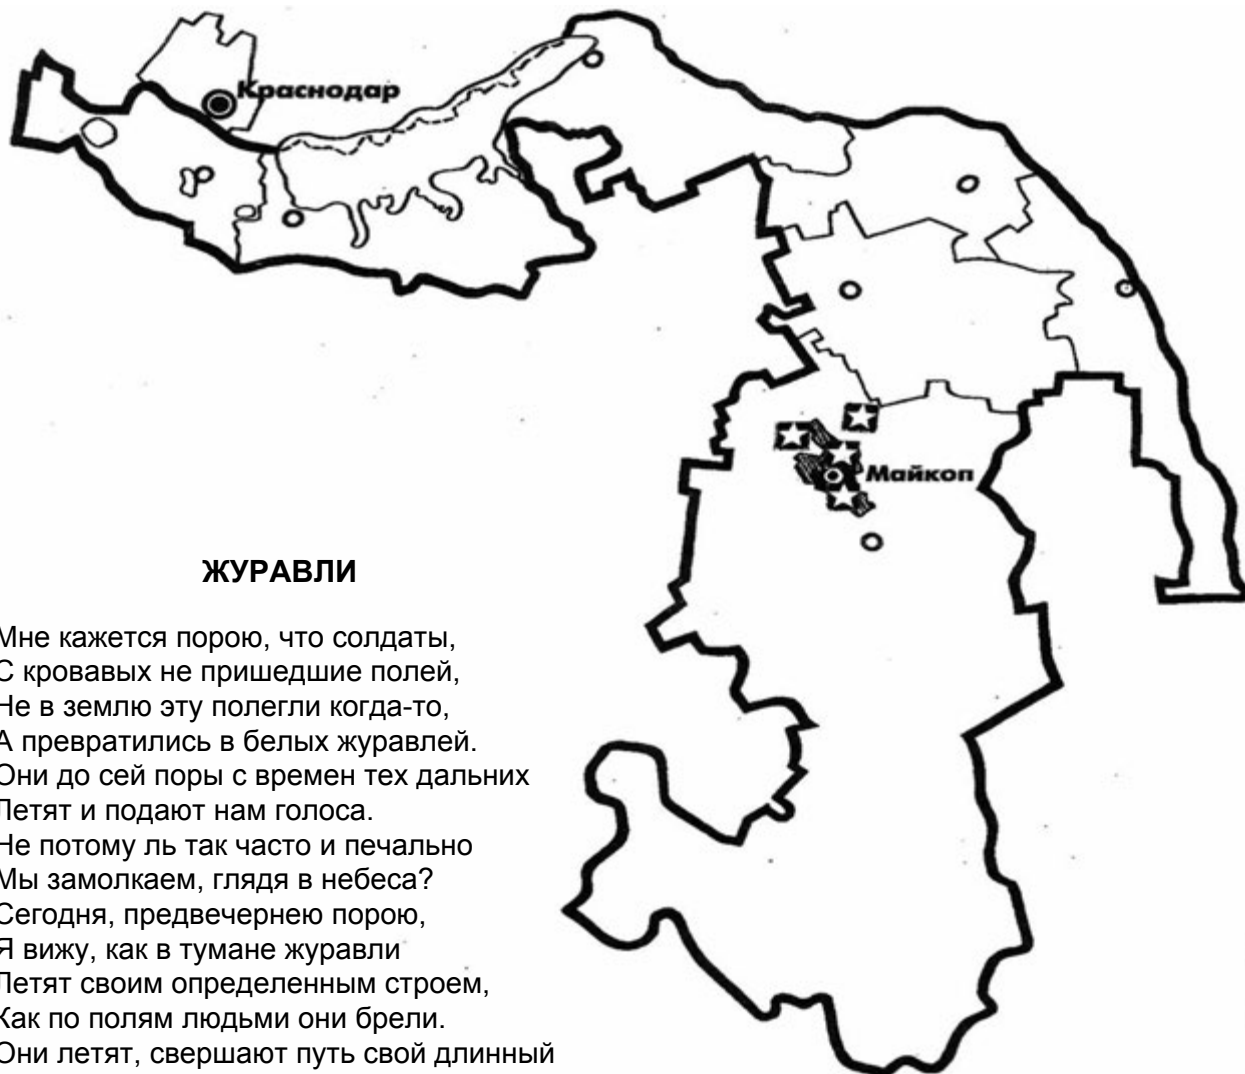 Краснодар
Майкоп
ЖУРАВЛИ
Мне кажется порою, что солдаты,
С кровавых не пришедшие полей,
Не в землю эту полегли когда-то,
А превратились в белых журавлей.
Они до сей поры с времен тех дальних
Летят и подают нам голоса.
Не потому ль так часто и печально
Мы замолкаем, глядя в небеса?
Сегодня, предвечернею порою,
Я вижу, как в тумане журавли
Летят своим определенным строем,
Как по полям людьми они брели.
Они летят, свершают путь свой длинный